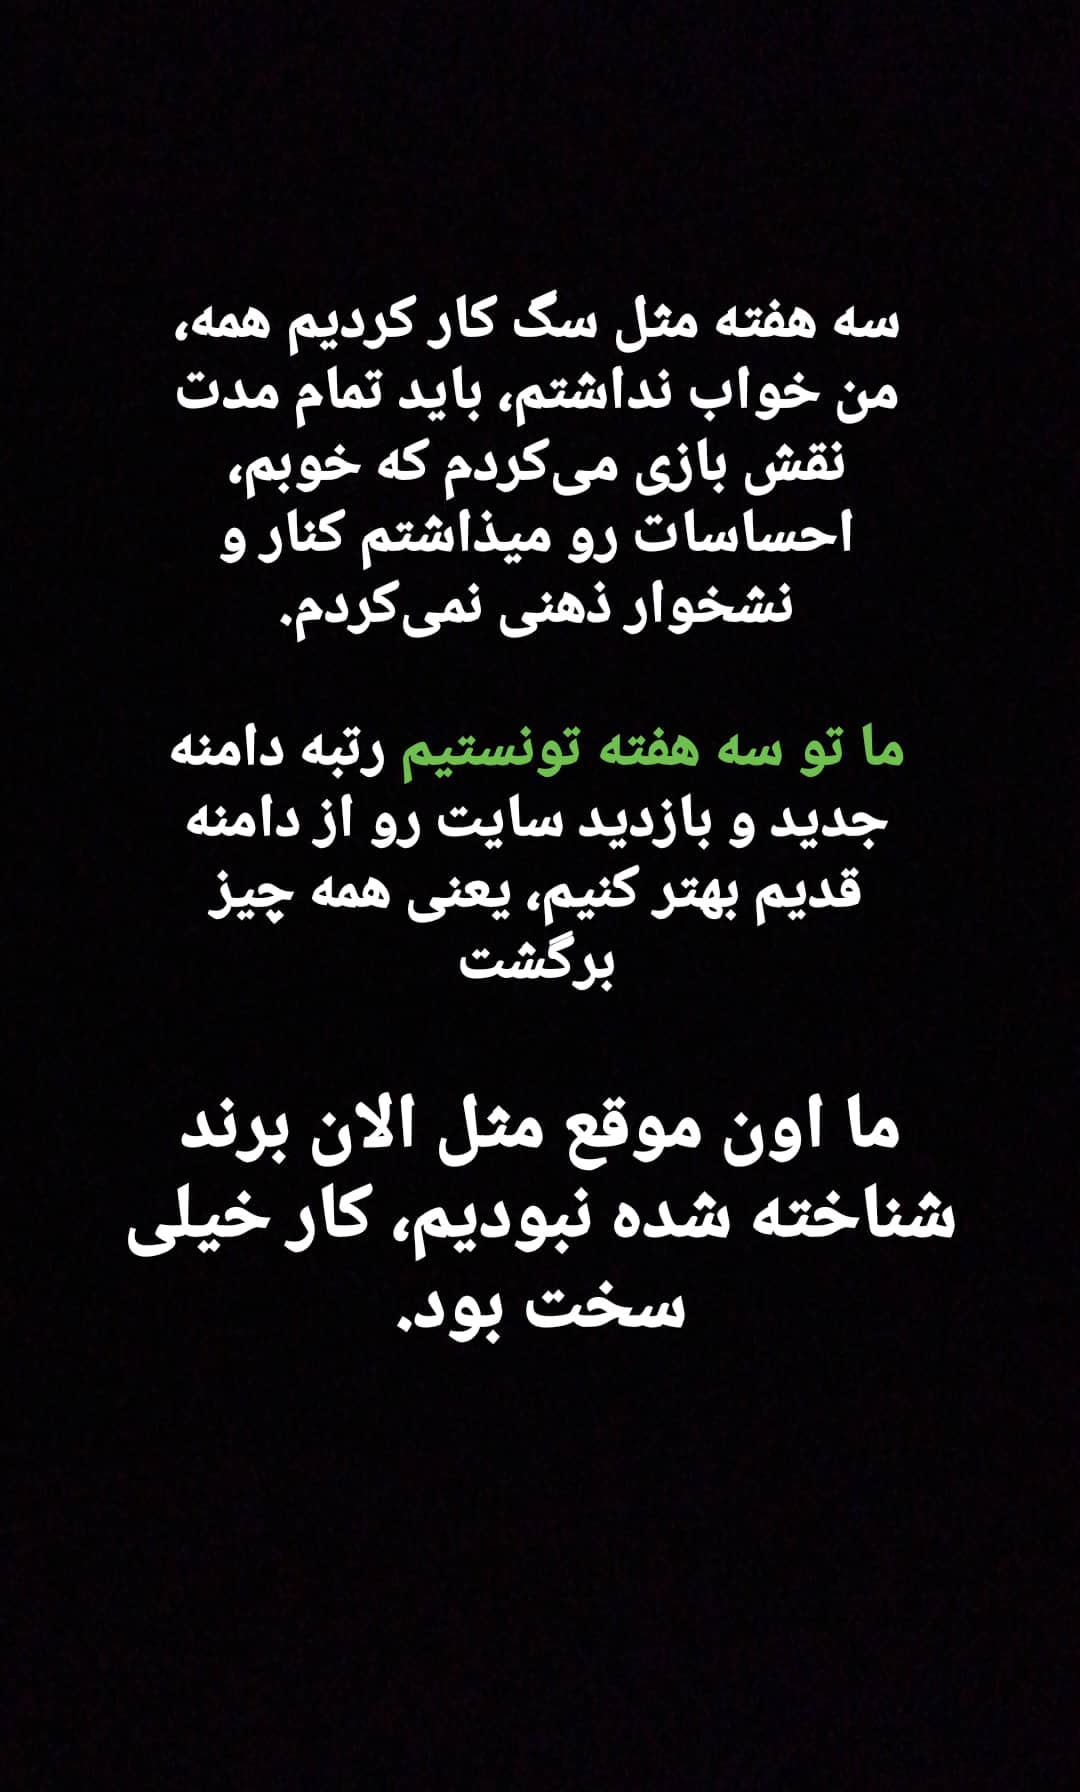 سه هفته مثل سگ کار کردیم همه،
من خواب نداشتم، باید تمام مدت
نقش بازی می‌کردم که خوبم،
احساسات رو میذاشتم کنار و
نشخوار ذهنی نمی‌کردم.
ما تو سه هفته تونستیم رتبه دامنه
جدید و بازدید سایت رو از دامنه
قدیم بهتر کنیم، یعنی همه چیز
برگشت
ما اون موقع مثل الان برند
شناخته شده نبودیم، کار خیلی
سخت بود.